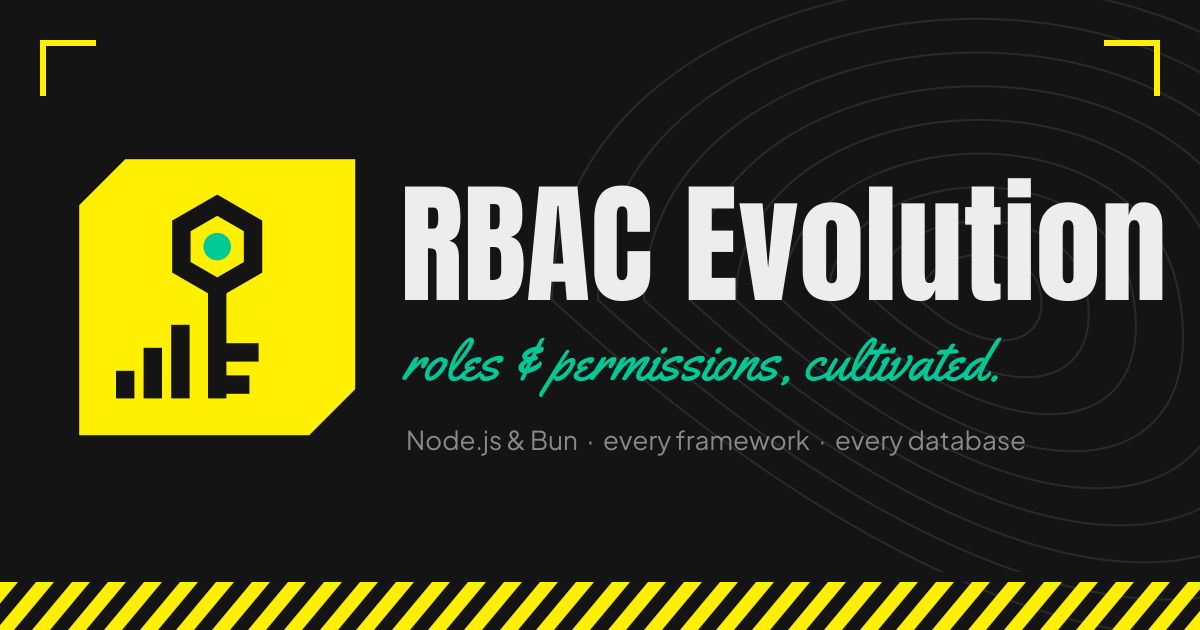 RBAC Evolution
roles & permissions, cultivated.
Node.js & Bun · every framework · every database